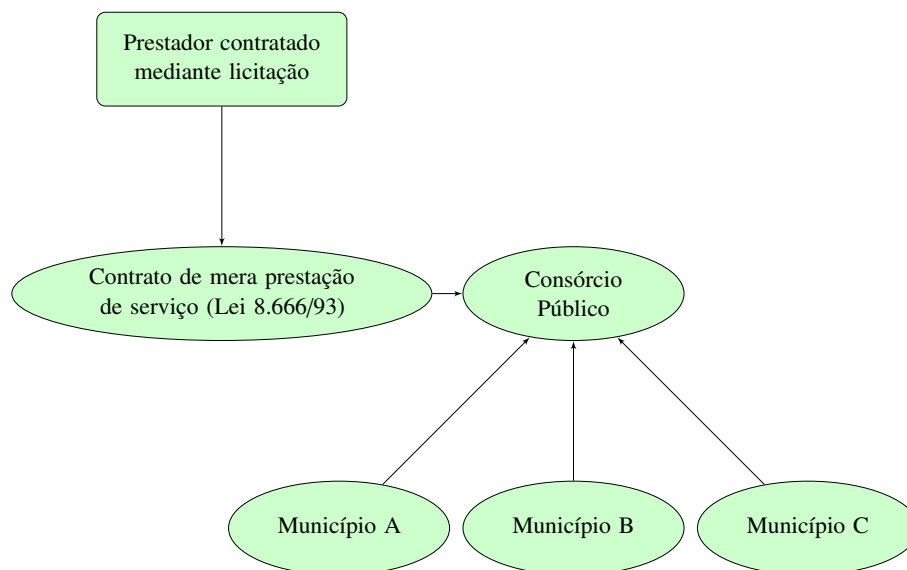 Prestador contratado
mediante licitação
Contrato de mera prestação
de serviço (Lei 8.666/93)
Consórcio
Público
Município A
Município B
Município C